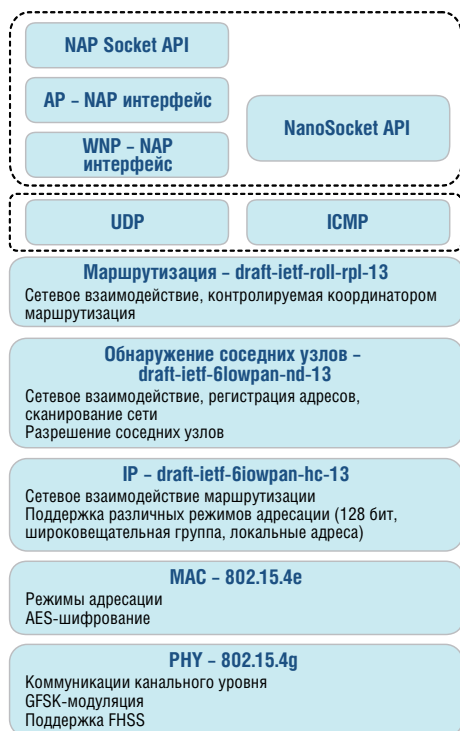 NAP Socket API
AP – NAP интерфейс
WNP – NAP
интерфейс
NanoSocket API
UDP
ICMP
Маршрутизация – draft-ietf-roll-rpl-13
Сетевое взаимодействие, контролируемая координатором
маршрутизация
Обнаружение соседних узлов –
draft-ietf-6lowpan-nd-13
Сетевое взаимодействие, регистрация адресов,
сканирование сети
Разрешение соседних узлов
IP – draft-ietf-6iowpan-hc-13
Сетевое взаимодействие маршрутизации
Поддержка различных режимов адресации (128 бит,
широковещательная группа, локальные адреса)
MAC – 802.15.4e
Режимы адресации
AES-шифрование
PHY – 802.15.4g
Коммуникации канального уровня
GFSK-модуляция
Поддержка FHSS